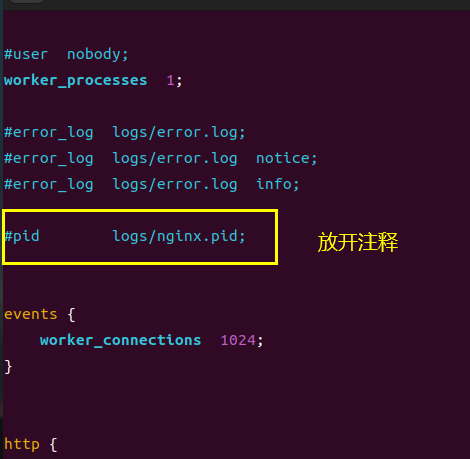 #user  nobody;
worker_processes  1;
#error_log  logs/error.log;
#error_log  logs/error.log  notice;
#error_log  logs/error.log  info;
#pid        logs/nginx.pid;
放开注释
events {
    worker_connections  1024;
}
http {